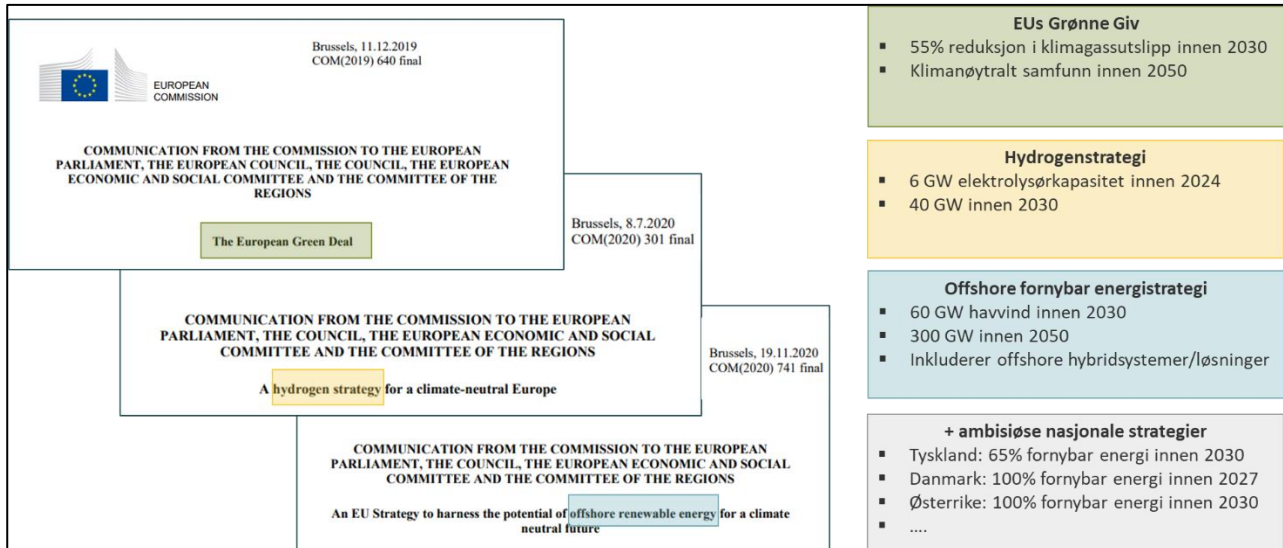 Brussels, 11.12.2019
COM(2019) 640 final
EUROPEAN
COMMISSION
COMMUNICATION FROM THE COMMISSION TO THE EUROPEAN
PARLIAMENT, THE EUROPEAN COUNCIL, THE COUNCIL, THE EUROPEAN
ECONOMIC AND SOCIAL COMMITTEE AND THE COMMITTEE OF THE
REGIONS
The European Green Deal
Brussels, 8.7.2020
COM(2020) 301 final
COMMUNICATION FROM THE COMMISSION TO THE EUROPEAN
PARLIAMENT, THE COUNCIL, THE EUROPEAN ECONOMIC AND SOCIAL
COMMITTEE AND THE COMMITTEE OF THE REGIONS
A hydrogen strategy for a climate-neutral Europe
Brussels, 19.11.2020
COM(2020) 741 final
COMMUNICATION FROM THE COMMISSION TO THE EUROPEAN
PARLIAMENT, THE COUNCIL, THE EUROPEAN ECONOMIC AND SOCIAL
COMMITTEE AND THE COMMITTEE OF THE REGIONS
An EU Strategy to harness the potential of offshore renewable energy for a climate
neutral future
EUs Grønne Giv
▪ 55% reduksjon i klimagassutslipp innen 2030
▪ Klimanøytralt samfunn innen 2050
Hydrogenstrategi
▪ 6 GW elektrolysørkapasitet innen 2024
▪ 40 GW innen 2030
Offshore fornybar energistrategi
▪ 60 GW havvind innen 2030
▪ 300 GW innen 2050
▪ Inkluderer offshore hybridsystemer/løsninger
+ ambisiøse nasjonale strategier
▪ Tyskland: 65% fornybar energi innen 2030
▪ Danmark: 100% fornybar energi innen 2027
▪ Østerrike: 100% fornybar energi innen 2030
▪ ....